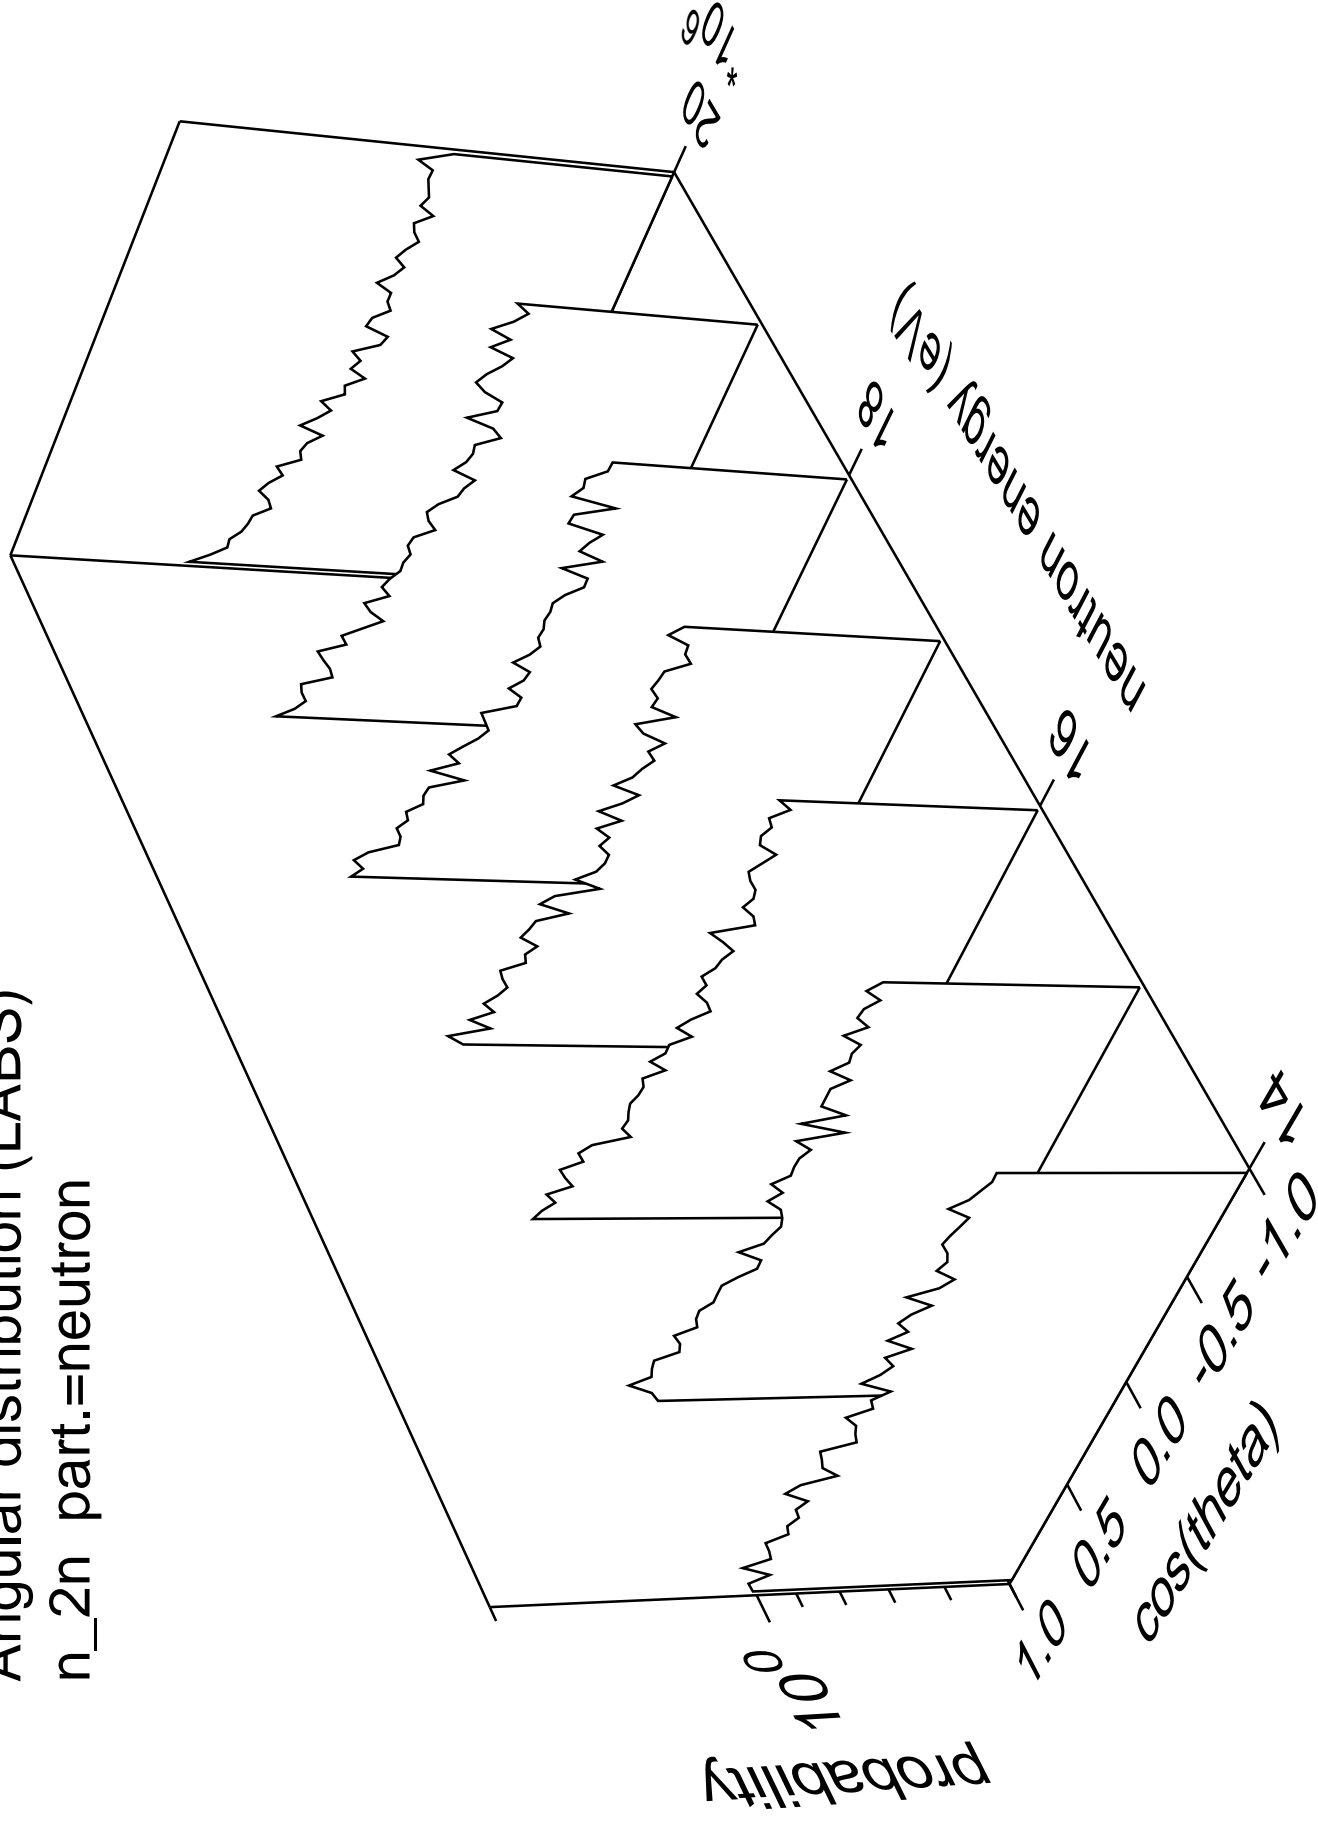 Angular distribution (LABS)
n_2n part.=neutron
probability
10^0
1.0 0.5 0.0 -0.5 -1.0
cos(theta)
14 16 18 20 *10^6
neutron energy (eV)